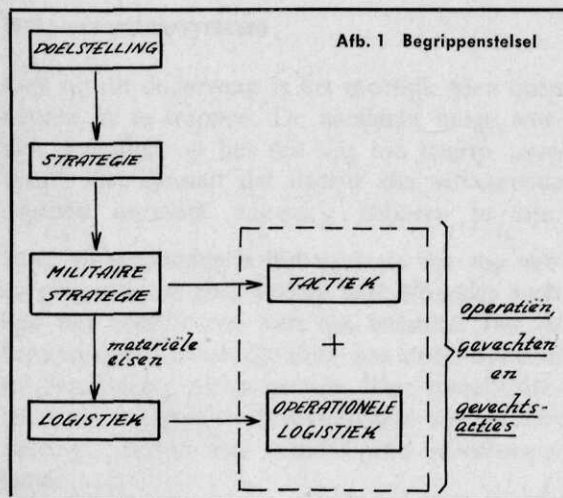 DOELSTELLING
Afb. 1 Begrippenstelsel
STRATEGIE
MILITAIRE
STRATEGIE
TACTIEK
materiële
eisen
+
LOGISTIEK
OPERATIONELE
LOGISTIEK
operatiën,
gevechten
en
gevechts-
acties